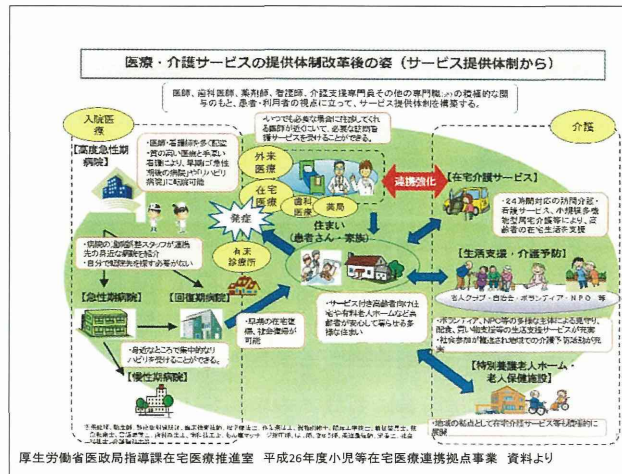 医療・介護サービスの提供体制改革後の姿（サービス提供体制から）
医師、歯科医師、薬剤師、看護師、介護支援専門員その他の専門職(※)の積極的な関
与のもと、患者・利用者の視点に立って、サービス提供体制を構築する。
入院医
療
【高度急性期
病院】
・医師・看護師を多く配置
・質の高い医療と手厚い
看護により、早期に「急性
期後の病院」や「リハビリ
病院」に転院可能
・病院の
スタッフが連携
先の身近な病院を紹介
・自分で転院先を探す必要がない
【急性期病院】
【回復期病院】
・身近なところで集中的なリ
ハビリを受けることができる。
【慢性期病院】
・早期の在宅復
帰、社会復帰が
可能
・いつでも必要な場合に往診してくれ
る医師が近くにいて、必要な訪問看
護サービスを受けることができる。
外来
医療
在宅
医療
歯科
医療
薬局
発症
有床
診療所
住まい
(患者さん・家族)
・サービス付き高齢者向け住
宅や有料老人ホームなど高
齢者が安心して暮らせる多
様な住まい
連携強化
介護
【在宅介護サービス】
・24時間対応の訪問介護・
看護サービス、小規模多機
能型居宅介護等により、高
齢者の在宅生活を支援
【生活支援・介護予防】
老人クラブ・自治会・ボランティア・NPO 等
・ボランティア、NPO等の多様な主体による見守り、
配食、買い物支援等の生活支援サービスが充実
・社会参加が推進され地域での介護予防活動が充
実
【特別養護老人ホーム・
老人保健施設】
・地域の拠点として在宅介護サービス等も積極的に
展開
厚生労働省医政局指導課在宅医療推進室 平成26年度小児等在宅医療連携拠点事業 資料より